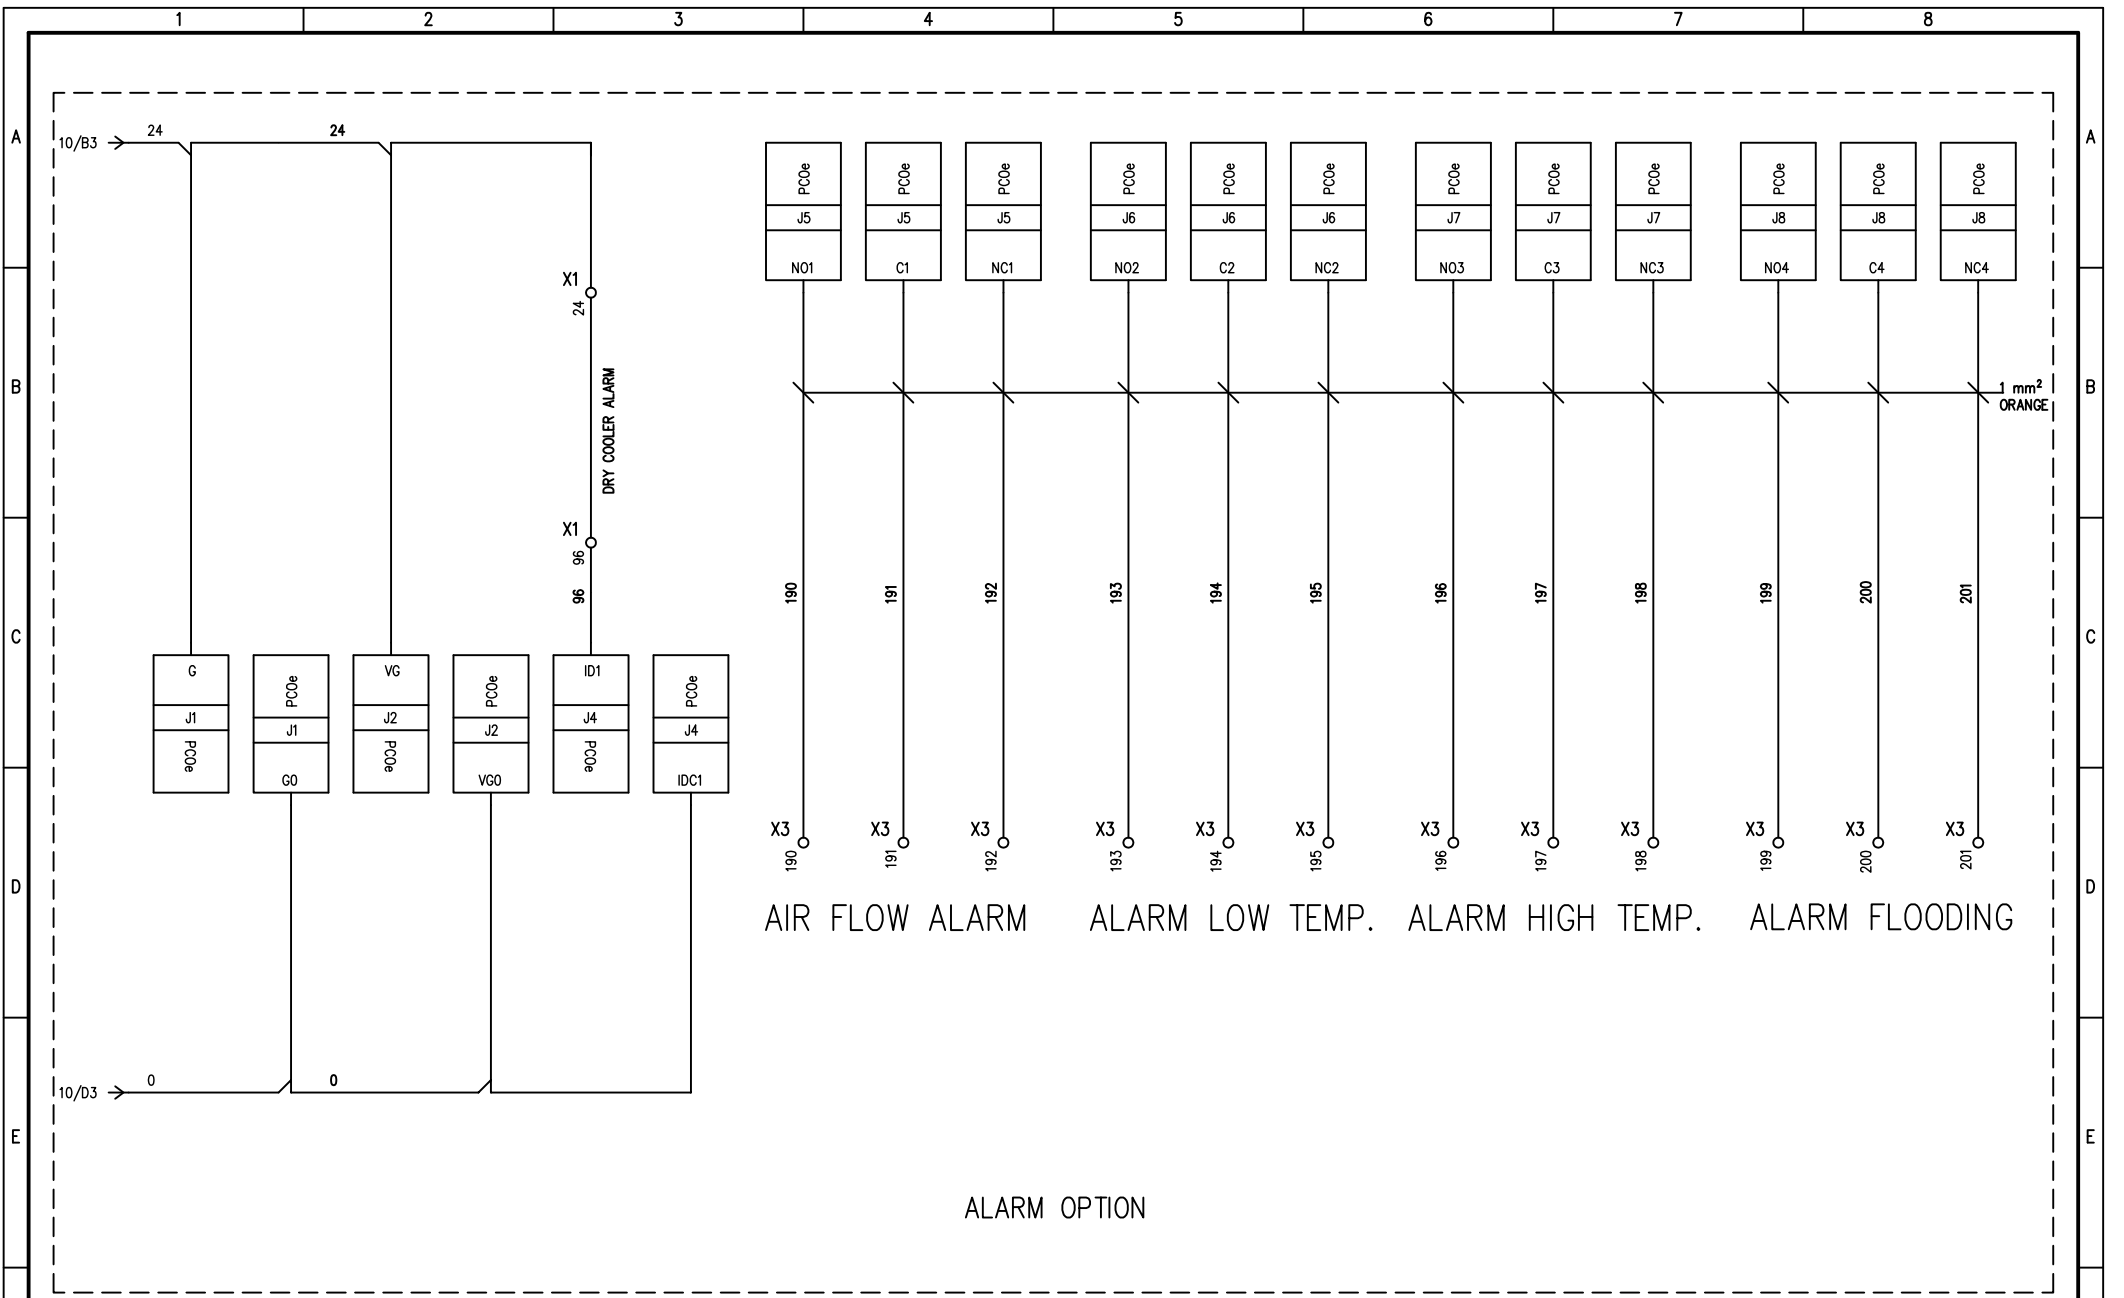 1 2 3 4 5 6 7 8
A A
10/B3 24 24
PCOe PCOe PCOe PCOe PCOe PCOe PCOe PCOe PCOe PCOe PCOe PCOe
J5 J5 J5 J6 J6 J6 J7 J7 J7 J8 J8 J8
NO1 C1 NC1 NO2 C2 NC2 NO3 C3 NC3 NO4 C4 NC4
X1
24
B B
DRY COOLER ALARM
1 mm²
ORANGE
X1
96
96
190 191 192 193 194 195 196 197 198 199 200 201
C C
G PCOe VG PCOe ID1 PCOe
J1 J1 J2 J2 J4 J4
PCOe G0 PCOe VG0 PCOe IDC1
X3 X3 X3 X3 X3 X3 X3 X3 X3 X3 X3 X3
190 191 192 193 194 195 196 197 198 199 200 201
D D
AIR FLOW ALARM ALARM LOW TEMP. ALARM HIGH TEMP. ALARM FLOODING
10/D3 0 0
E E
ALARM OPTION